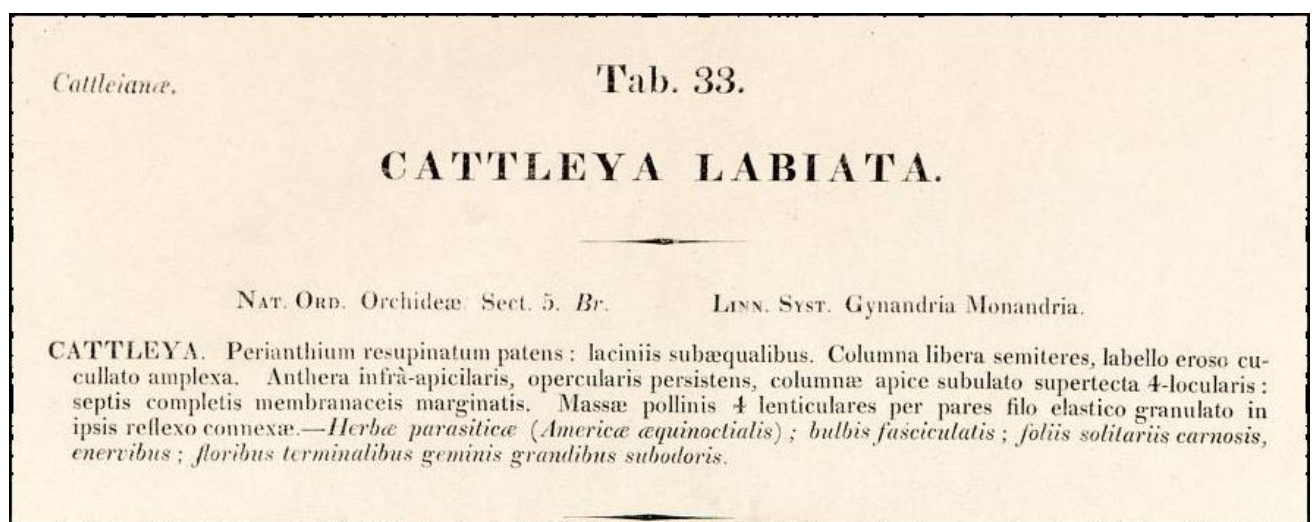 Cattleianæ.
Tab. 33.
CATTLEYA LABIATA.
NAT. ORD. Orchideæ Sect. 5. Br.
LINN. SYST. Gynandria Monandria.
CATTLEYA. Perianthium resupinatum patens : laciniis subæqualibus. Columna libera semiteres, labello eroso cu-
cullato amplexa. Anthera infrà-apicilaris, opercularis persistens, columnæ apice subulato supertecta 4-locularis :
septis completis membranaceis marginatis. Massæ pollinis 4 lenticulares per pares filo elastico granulato in
ipsis reflexo connexæ.—Herbæ parasiticæ (Americæ æquinoctialis) ; bulbis fasciculatis ; foliis solitariis carnosis,
enervibus ; floribus terminalibus geminis grandibus subodoris.